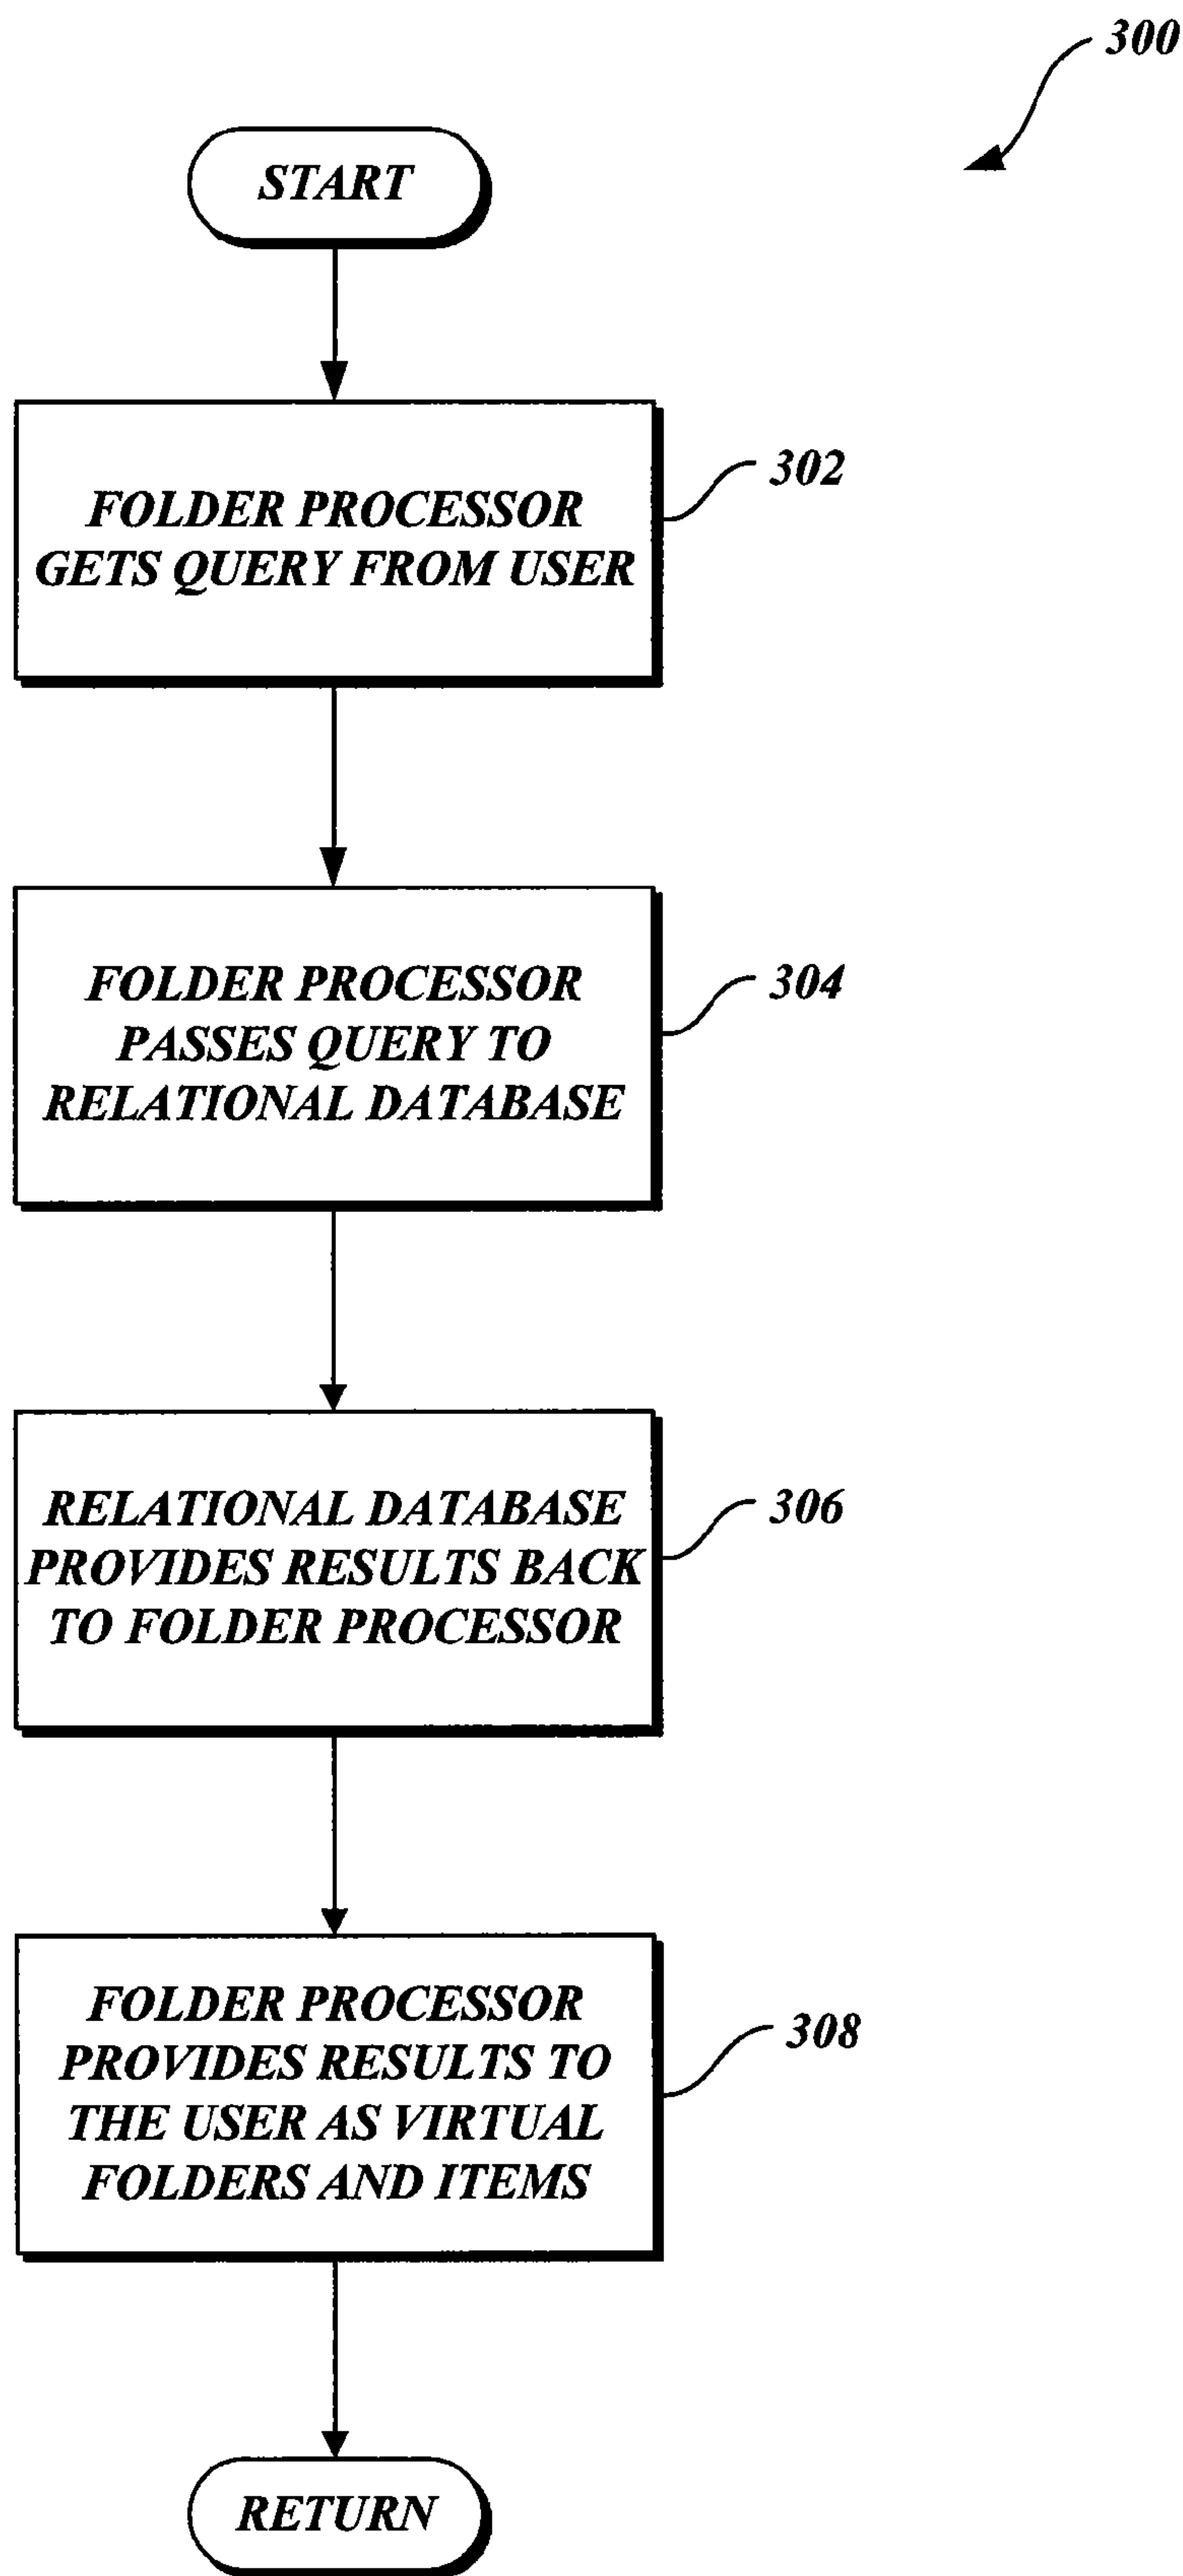 300
START
FOLDER PROCESSOR
GETS QUERY FROM USER
302
FOLDER PROCESSOR
PASSES QUERY TO
RELATIONAL DATABASE
304
RELATIONAL DATABASE
PROVIDES RESULTS BACK
TO FOLDER PROCESSOR
306
FOLDER PROCESSOR
PROVIDES RESULTS TO
THE USER AS VIRTUAL
FOLDERS AND ITEMS
308
RETURN